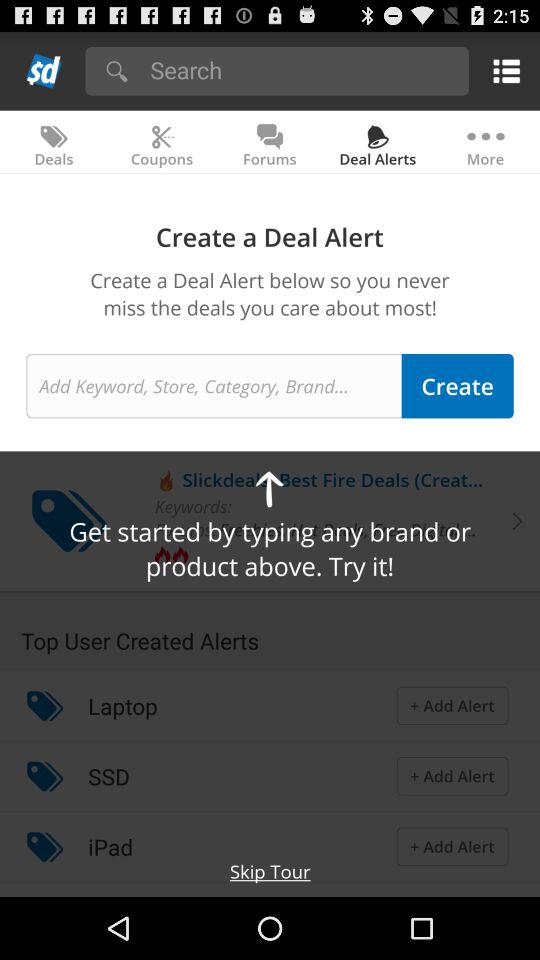 2:15
$d Search
Deals Coupons Forums Deal Alerts More
Create a Deal Alert
Create a Deal Alert below so you never
miss the deals you care about most!
Add Keyword, Store, Category, Brand... Create
Slickdeals Best Fire Deals (Creat...
Keywords:
Get started by typing any brand or
product above. Try it!
Top User Created Alerts
Laptop + Add Alert
SSD + Add Alert
iPad + Add Alert
Skip Tour